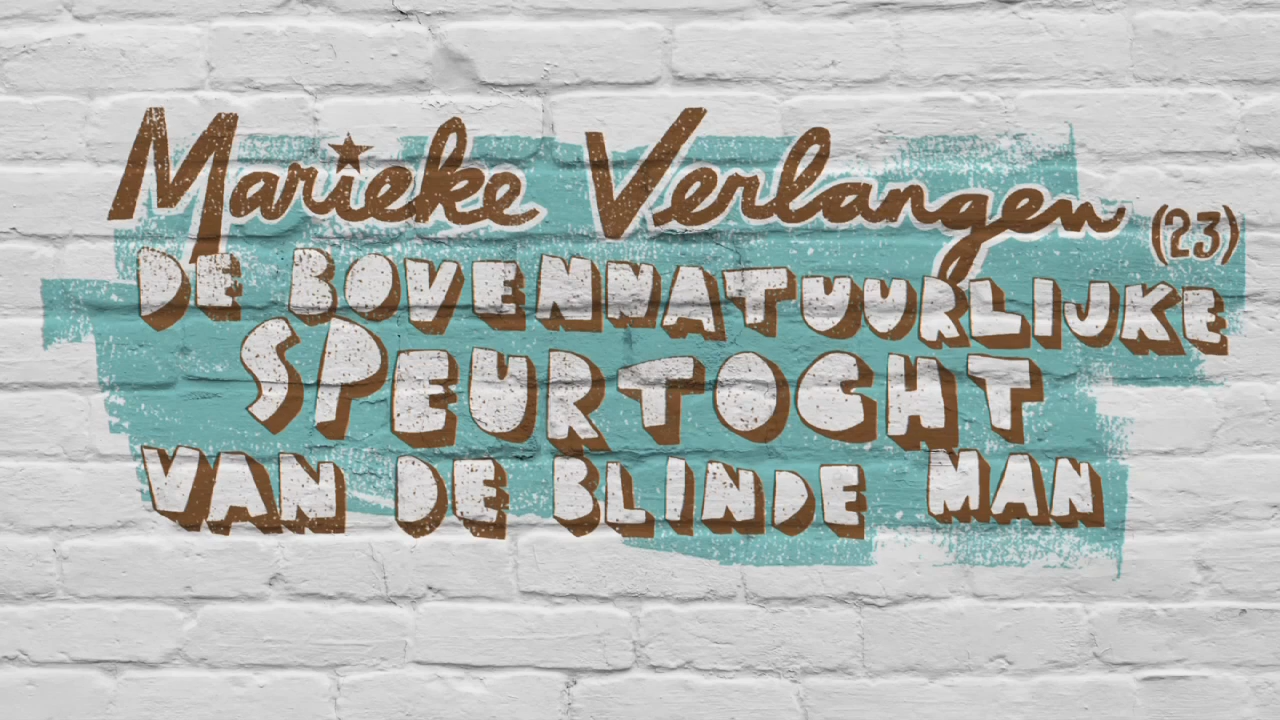 Marieke Verlangen (23)
DE BOVENNATUURLIJKE
SPEURTOCHT
VAN DE BLINDE MAN